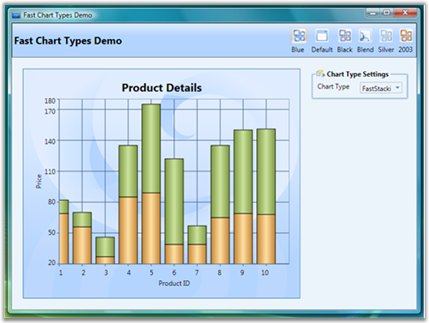 Fast Chart Types Demo
Fast Chart Types Demo
Blue Default Black Blend Silver 2003
Chart Type Settings
Chart Type FastStacki
Product Details
180
170
140
110
80
50
20
Price
1 2 3 4 5 6 7 8 9 10
Product ID